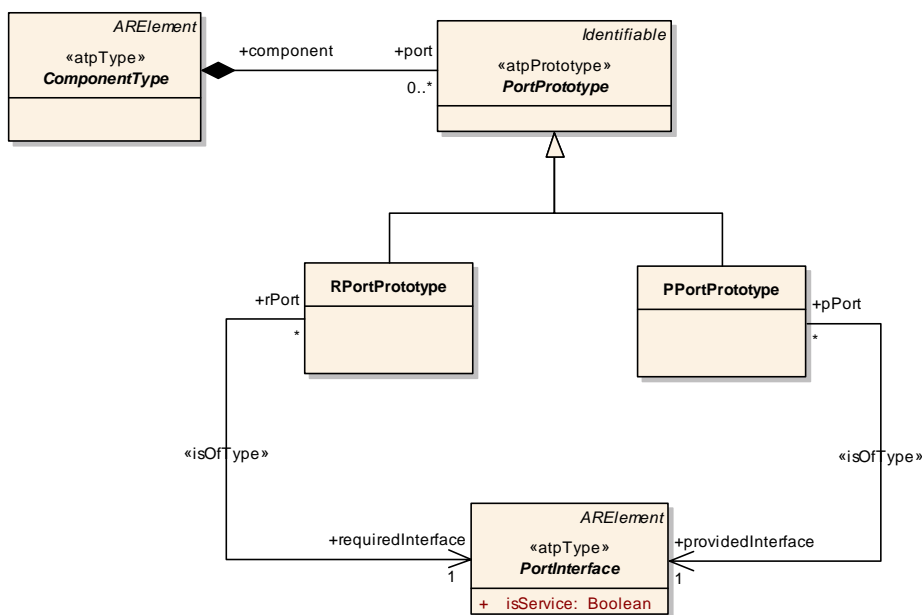 ARElement
«atpType»
ComponentType
+component
+port
0..*
Identifiable
«atpPrototype»
PortPrototype
RPortPrototype
PPortPrototype
+rPort
*
+pPort
*
«isOfType»
«isOfType»
ARElement
«atpType»
PortInterface
+ isService: Boolean
+requiredInterface
1
+providedInterface
1